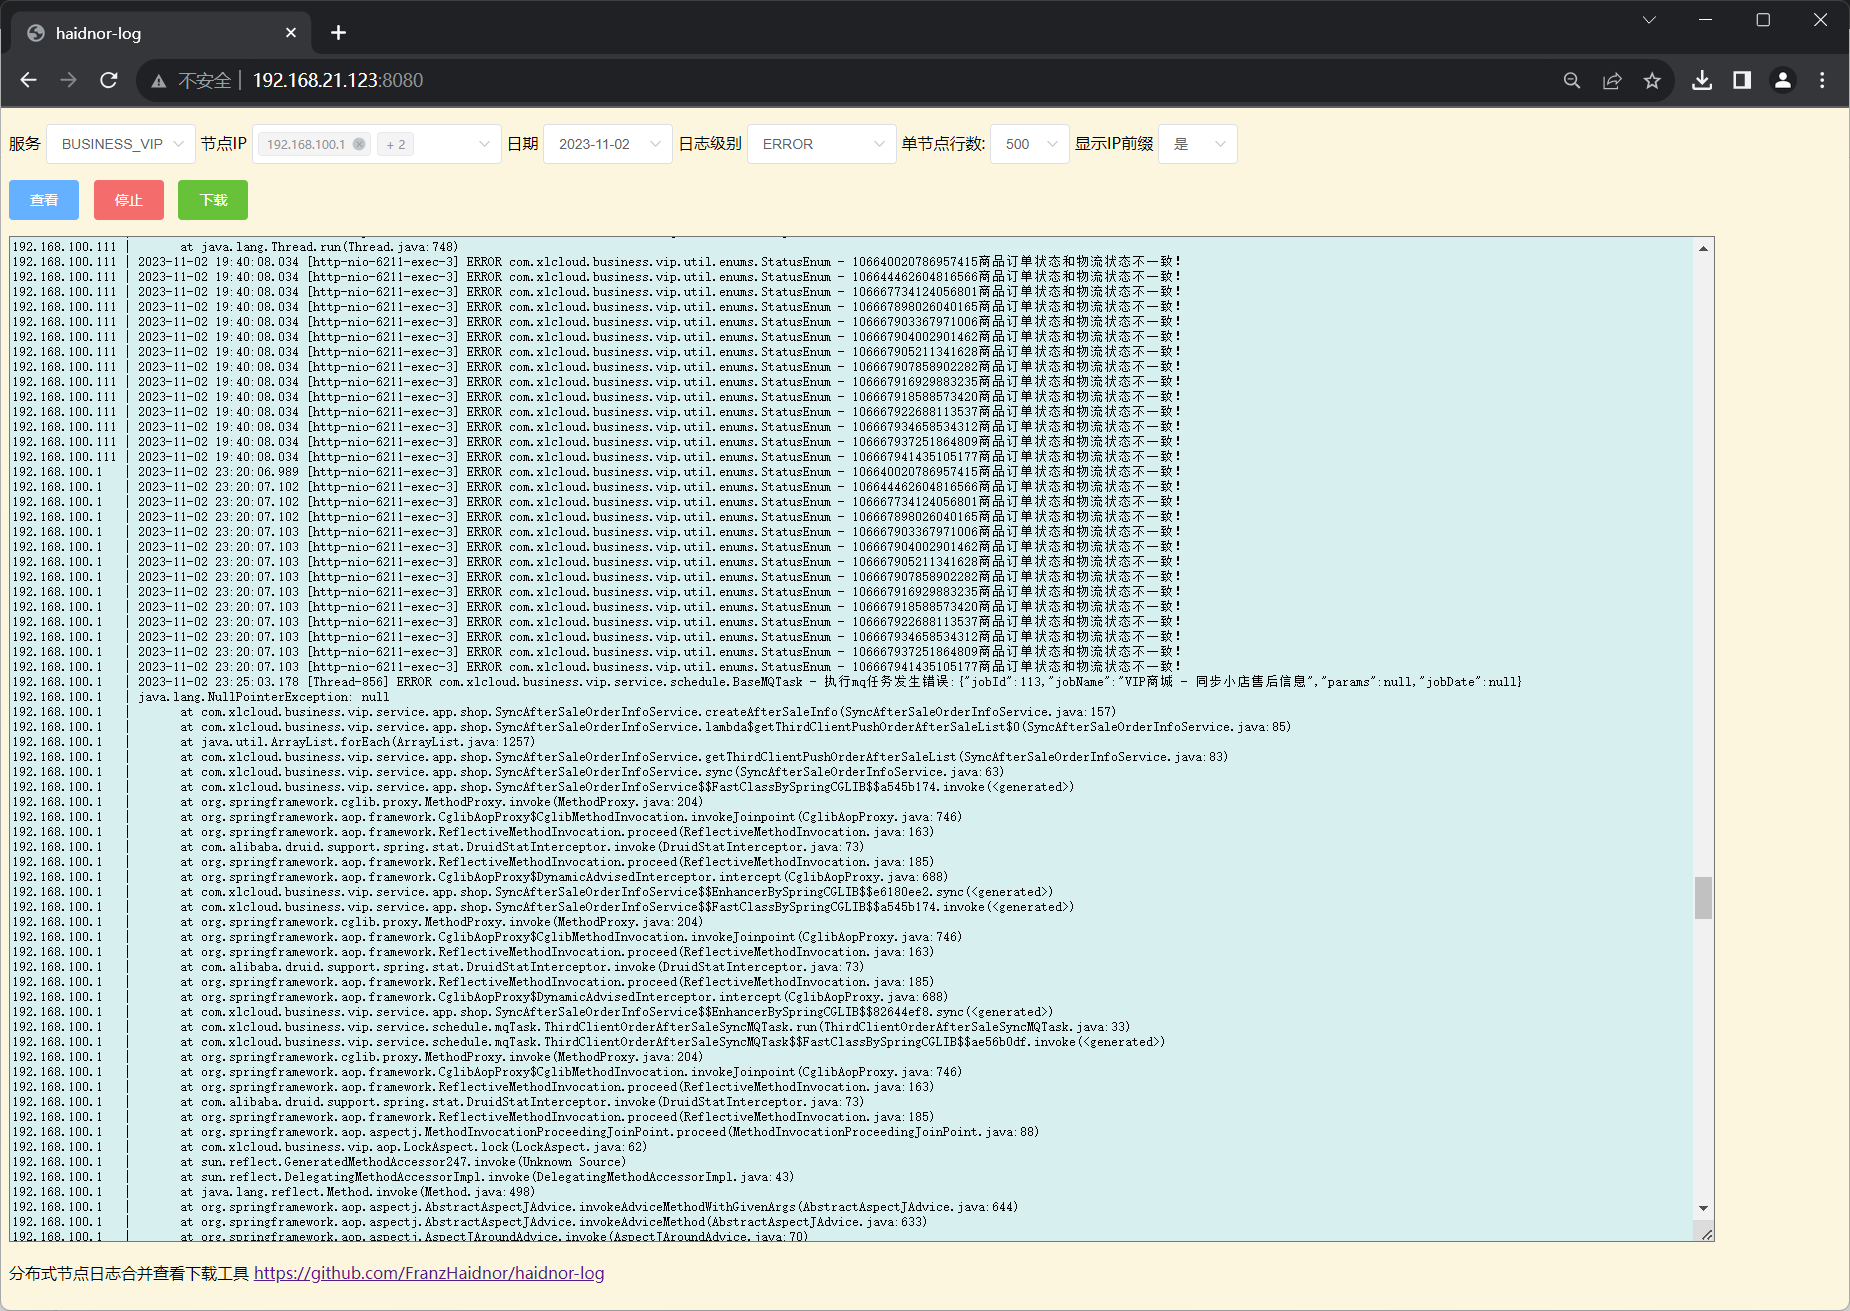 haidnor-log
不安全 192.168.21.123:8080
服务 BUSINESS_VIP 节点IP 192.168.100.1 + 2 日期 2023-11-02 日志级别 ERROR 单节点行数: 500 显示IP前缀 是
查看 停止 下载
192.168.100.111 | at java.lang.Thread.run(Thread.java:748)
192.168.100.111 | 2023-11-02 19:40:08.034 [http-nio-6211-exec-3] ERROR com.xlcloud.business.vip.util.enums.StatusEnum - 106640020786957415商品订单状态和物流状态不一致!
192.168.100.111 | 2023-11-02 19:40:08.034 [http-nio-6211-exec-3] ERROR com.xlcloud.business.vip.util.enums.StatusEnum - 106644462604816566商品订单状态和物流状态不一致!
192.168.100.111 | 2023-11-02 19:40:08.034 [http-nio-6211-exec-3] ERROR com.xlcloud.business.vip.util.enums.StatusEnum - 106667734124056801商品订单状态和物流状态不一致!
192.168.100.111 | 2023-11-02 19:40:08.034 [http-nio-6211-exec-3] ERROR com.xlcloud.business.vip.util.enums.StatusEnum - 106667898026040165商品订单状态和物流状态不一致!
192.168.100.111 | 2023-11-02 19:40:08.034 [http-nio-6211-exec-3] ERROR com.xlcloud.business.vip.util.enums.StatusEnum - 106667903367971006商品订单状态和物流状态不一致!
192.168.100.111 | 2023-11-02 19:40:08.034 [http-nio-6211-exec-3] ERROR com.xlcloud.business.vip.util.enums.StatusEnum - 106667904002901462商品订单状态和物流状态不一致!
192.168.100.111 | 2023-11-02 19:40:08.034 [http-nio-6211-exec-3] ERROR com.xlcloud.business.vip.util.enums.StatusEnum - 106667905211341628商品订单状态和物流状态不一致!
192.168.100.111 | 2023-11-02 19:40:08.034 [http-nio-6211-exec-3] ERROR com.xlcloud.business.vip.util.enums.StatusEnum - 106667907858902282商品订单状态和物流状态不一致!
192.168.100.111 | 2023-11-02 19:40:08.034 [http-nio-6211-exec-3] ERROR com.xlcloud.business.vip.util.enums.StatusEnum - 106667916929883235商品订单状态和物流状态不一致!
192.168.100.111 | 2023-11-02 19:40:08.034 [http-nio-6211-exec-3] ERROR com.xlcloud.business.vip.util.enums.StatusEnum - 106667918588573420商品订单状态和物流状态不一致!
192.168.100.111 | 2023-11-02 19:40:08.034 [http-nio-6211-exec-3] ERROR com.xlcloud.business.vip.util.enums.StatusEnum - 106667922688113537商品订单状态和物流状态不一致!
192.168.100.111 | 2023-11-02 19:40:08.034 [http-nio-6211-exec-3] ERROR com.xlcloud.business.vip.util.enums.StatusEnum - 106667934658534312商品订单状态和物流状态不一致!
192.168.100.111 | 2023-11-02 19:40:08.034 [http-nio-6211-exec-3] ERROR com.xlcloud.business.vip.util.enums.StatusEnum - 106667937251864809商品订单状态和物流状态不一致!
192.168.100.111 | 2023-11-02 19:40:08.034 [http-nio-6211-exec-3] ERROR com.xlcloud.business.vip.util.enums.StatusEnum - 106667941435105177商品订单状态和物流状态不一致!
192.168.100.1 | 2023-11-02 23:20:06.989 [http-nio-6211-exec-3] ERROR com.xlcloud.business.vip.util.enums.StatusEnum - 106640020786957415商品订单状态和物流状态不一致!
192.168.100.1 | 2023-11-02 23:20:07.102 [http-nio-6211-exec-3] ERROR com.xlcloud.business.vip.util.enums.StatusEnum - 106644462604816566商品订单状态和物流状态不一致!
192.168.100.1 | 2023-11-02 23:20:07.102 [http-nio-6211-exec-3] ERROR com.xlcloud.business.vip.util.enums.StatusEnum - 106667734124056801商品订单状态和物流状态不一致!
192.168.100.1 | 2023-11-02 23:20:07.102 [http-nio-6211-exec-3] ERROR com.xlcloud.business.vip.util.enums.StatusEnum - 106667898026040165商品订单状态和物流状态不一致!
192.168.100.1 | 2023-11-02 23:20:07.103 [http-nio-6211-exec-3] ERROR com.xlcloud.business.vip.util.enums.StatusEnum - 106667903367971006商品订单状态和物流状态不一致!
192.168.100.1 | 2023-11-02 23:20:07.103 [http-nio-6211-exec-3] ERROR com.xlcloud.business.vip.util.enums.StatusEnum - 106667904002901462商品订单状态和物流状态不一致!
192.168.100.1 | 2023-11-02 23:20:07.103 [http-nio-6211-exec-3] ERROR com.xlcloud.business.vip.util.enums.StatusEnum - 106667905211341628商品订单状态和物流状态不一致!
192.168.100.1 | 2023-11-02 23:20:07.103 [http-nio-6211-exec-3] ERROR com.xlcloud.business.vip.util.enums.StatusEnum - 106667907858902282商品订单状态和物流状态不一致!
192.168.100.1 | 2023-11-02 23:20:07.103 [http-nio-6211-exec-3] ERROR com.xlcloud.business.vip.util.enums.StatusEnum - 106667916929883235商品订单状态和物流状态不一致!
192.168.100.1 | 2023-11-02 23:20:07.103 [http-nio-6211-exec-3] ERROR com.xlcloud.business.vip.util.enums.StatusEnum - 106667918588573420商品订单状态和物流状态不一致!
192.168.100.1 | 2023-11-02 23:20:07.103 [http-nio-6211-exec-3] ERROR com.xlcloud.business.vip.util.enums.StatusEnum - 106667922688113537商品订单状态和物流状态不一致!
192.168.100.1 | 2023-11-02 23:20:07.103 [http-nio-6211-exec-3] ERROR com.xlcloud.business.vip.util.enums.StatusEnum - 106667934658534312商品订单状态和物流状态不一致!
192.168.100.1 | 2023-11-02 23:20:07.103 [http-nio-6211-exec-3] ERROR com.xlcloud.business.vip.util.enums.StatusEnum - 106667937251864809商品订单状态和物流状态不一致!
192.168.100.1 | 2023-11-02 23:20:07.103 [http-nio-6211-exec-3] ERROR com.xlcloud.business.vip.util.enums.StatusEnum - 106667941435105177商品订单状态和物流状态不一致!
192.168.100.1 | 2023-11-02 23:25:03.178 [Thread-856] ERROR com.xlcloud.business.vip.service.schedule.BaseMQTask - 执行mq任务发生错误:{"jobId":113,"jobName":"VIP商城 - 同步小店售后信息","params":null,"jobDate":null}
192.168.100.1 | java.lang.NullPointerException: null
192.168.100.1 | at com.xlcloud.business.vip.service.app.shop.SyncAfterSaleOrderInfoService.createAfterSaleInfo(SyncAfterSaleOrderInfoService.java:157)
192.168.100.1 | at com.xlcloud.business.vip.service.app.shop.SyncAfterSaleOrderInfoService.lambda$getThirdClientPushOrderAfterSaleList$0(SyncAfterSaleOrderInfoService.java:85)
192.168.100.1 | at java.util.ArrayList.forEach(ArrayList.java:1257)
192.168.100.1 | at com.xlcloud.business.vip.service.app.shop.SyncAfterSaleOrderInfoService.getThirdClientPushOrderAfterSaleList(SyncAfterSaleOrderInfoService.java:83)
192.168.100.1 | at com.xlcloud.business.vip.service.app.shop.SyncAfterSaleOrderInfoService.sync(SyncAfterSaleOrderInfoService.java:63)
192.168.100.1 | at com.xlcloud.business.vip.service.app.shop.SyncAfterSaleOrderInfoService$$FastClassBySpringCGLIB$$a545b174.invoke(<generated>)
192.168.100.1 | at org.springframework.cglib.proxy.MethodProxy.invoke(MethodProxy.java:204)
192.168.100.1 | at org.springframework.aop.framework.CglibAopProxy$CglibMethodInvocation.invokeJoinpoint(CglibAopProxy.java:746)
192.168.100.1 | at org.springframework.aop.framework.ReflectiveMethodInvocation.proceed(ReflectiveMethodInvocation.java:163)
192.168.100.1 | at com.alibaba.druid.support.spring.stat.DruidStatInterceptor.invoke(DruidStatInterceptor.java:73)
192.168.100.1 | at org.springframework.aop.framework.ReflectiveMethodInvocation.proceed(ReflectiveMethodInvocation.java:185)
192.168.100.1 | at org.springframework.aop.framework.CglibAopProxy$DynamicAdvisedInterceptor.intercept(CglibAopProxy.java:688)
192.168.100.1 | at com.xlcloud.business.vip.service.app.shop.SyncAfterSaleOrderInfoService$$EnhancerBySpringCGLIB$$e6180ee2.sync(<generated>)
192.168.100.1 | at com.xlcloud.business.vip.service.app.shop.SyncAfterSaleOrderInfoService$$FastClassBySpringCGLIB$$a545b174.invoke(<generated>)
192.168.100.1 | at org.springframework.cglib.proxy.MethodProxy.invoke(MethodProxy.java:204)
192.168.100.1 | at org.springframework.aop.framework.CglibAopProxy$CglibMethodInvocation.invokeJoinpoint(CglibAopProxy.java:746)
192.168.100.1 | at org.springframework.aop.framework.ReflectiveMethodInvocation.proceed(ReflectiveMethodInvocation.java:163)
192.168.100.1 | at com.alibaba.druid.support.spring.stat.DruidStatInterceptor.invoke(DruidStatInterceptor.java:73)
192.168.100.1 | at org.springframework.aop.framework.ReflectiveMethodInvocation.proceed(ReflectiveMethodInvocation.java:185)
192.168.100.1 | at org.springframework.aop.framework.CglibAopProxy$DynamicAdvisedInterceptor.intercept(CglibAopProxy.java:688)
192.168.100.1 | at com.xlcloud.business.vip.service.app.shop.SyncAfterSaleOrderInfoService$$EnhancerBySpringCGLIB$$82644ef8.sync(<generated>)
192.168.100.1 | at com.xlcloud.business.vip.service.schedule.mqTask.ThirdClientOrderAfterSaleSyncMQTask.run(ThirdClientOrderAfterSaleSyncMQTask.java:33)
192.168.100.1 | at com.xlcloud.business.vip.service.schedule.mqTask.ThirdClientOrderAfterSaleSyncMQTask$$FastClassBySpringCGLIB$$ae56b0df.invoke(<generated>)
192.168.100.1 | at org.springframework.cglib.proxy.MethodProxy.invoke(MethodProxy.java:204)
192.168.100.1 | at org.springframework.aop.framework.CglibAopProxy$CglibMethodInvocation.invokeJoinpoint(CglibAopProxy.java:746)
192.168.100.1 | at org.springframework.aop.framework.ReflectiveMethodInvocation.proceed(ReflectiveMethodInvocation.java:163)
192.168.100.1 | at com.alibaba.druid.support.spring.stat.DruidStatInterceptor.invoke(DruidStatInterceptor.java:73)
192.168.100.1 | at org.springframework.aop.framework.ReflectiveMethodInvocation.proceed(ReflectiveMethodInvocation.java:185)
192.168.100.1 | at org.springframework.aop.aspectj.MethodInvocationProceedingJoinPoint.proceed(MethodInvocationProceedingJoinPoint.java:88)
192.168.100.1 | at com.xlcloud.business.vip.aop.LockAspect.lock(LockAspect.java:62)
192.168.100.1 | at sun.reflect.GeneratedMethodAccessor247.invoke(Unknown Source)
192.168.100.1 | at sun.reflect.DelegatingMethodAccessorImpl.invoke(DelegatingMethodAccessorImpl.java:43)
192.168.100.1 | at java.lang.reflect.Method.invoke(Method.java:498)
192.168.100.1 | at org.springframework.aop.aspectj.AbstractAspectJAdvice.invokeAdviceMethodWithGivenArgs(AbstractAspectJAdvice.java:644)
192.168.100.1 | at org.springframework.aop.aspectj.AbstractAspectJAdvice.invokeAdviceMethod(AbstractAspectJAdvice.java:633)
192.168.100.1 | at org.springframework.aop.aspectj.AspectJAroundAdvice.invoke(AspectJAroundAdvice.java:70)
分布式节点日志合并查看下载工具 https://github.com/FranzHaidnor/haidnor-log